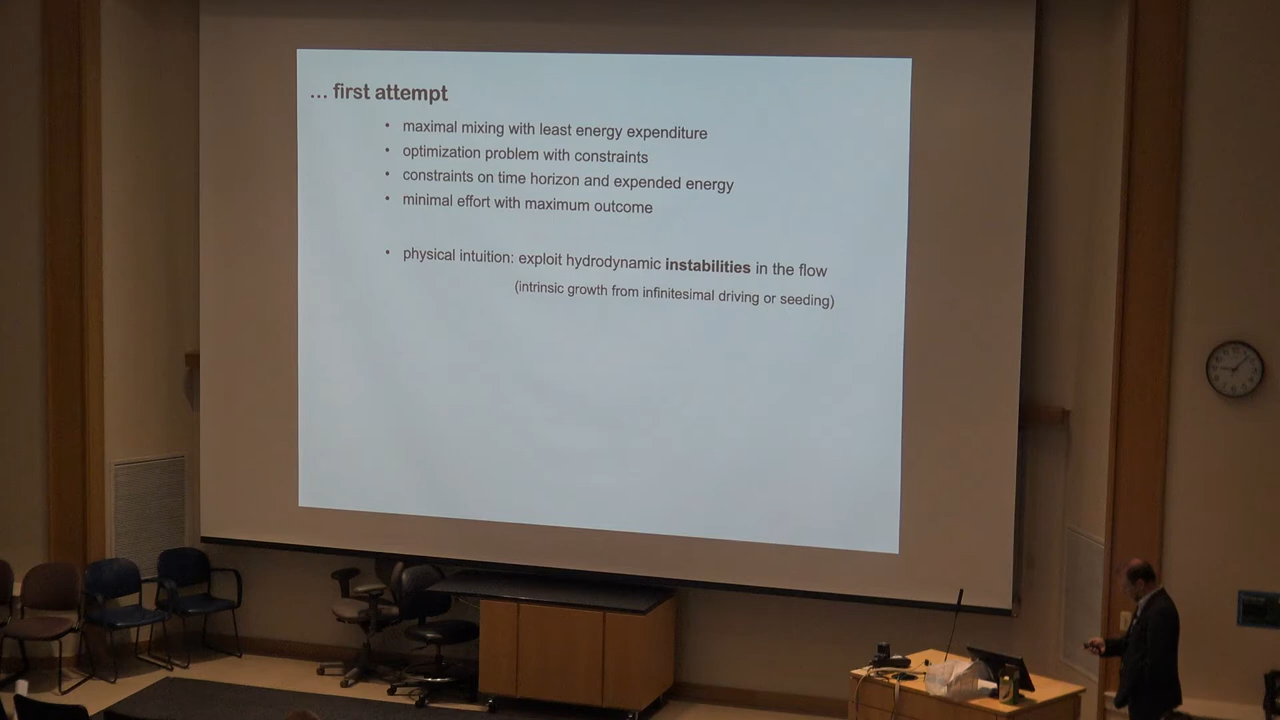 ... first attempt
• maximal mixing with least energy expenditure
• optimization problem with constraints
• constraints on time horizon and expended energy
• minimal effort with maximum outcome
• physical intuition: exploit hydrodynamic instabilities in the flow
(intrinsic growth from infinitesimal driving or seeding)